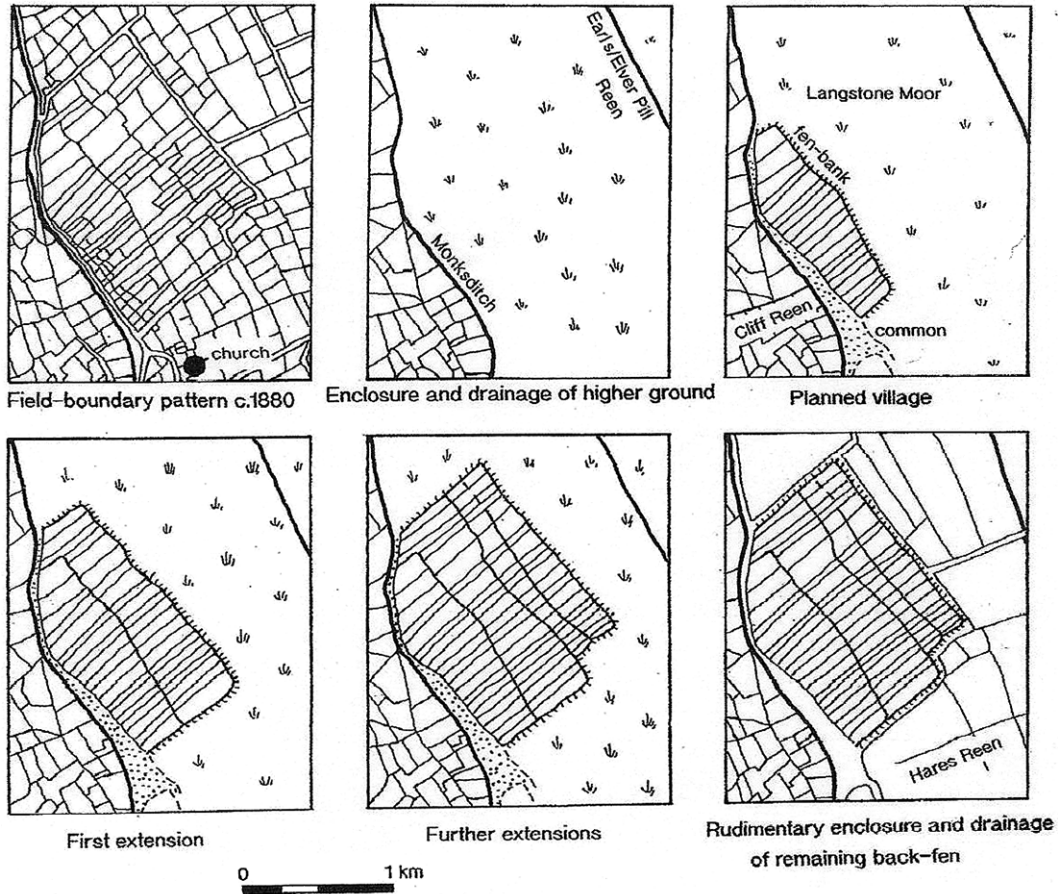 church
Field-boundary pattern c.1880
Earls/Elver Pill
Reen
Monksditch
Enclosure and drainage of higher ground
Langstone Moor
fen-bank
Cliff Reen
common
Planned village
First extension
Further extensions
Hares Reen
Rudimentary enclosure and drainage
of remaining back-fen
0
1 km